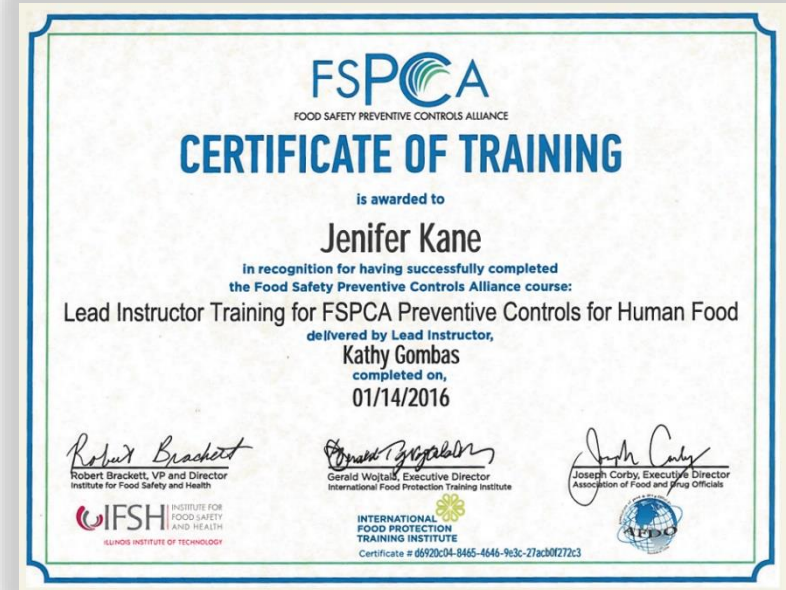 FSPCA
FOOD SAFETY PREVENTIVE CONTROLS ALLIANCE
CERTIFICATE OF TRAINING
is awarded to
Jenifer Kane
in recognition for having successfully completed
the Food Safety Preventive Controls Alliance course:
Lead Instructor Training for FSPCA Preventive Controls for Human Food
delivered by Lead Instructor,
Kathy Gombas
completed on,
01/14/2016
Robert Brackett
Robert Brackett, VP and Director
Institute for Food Safety and Health
Gerald Wojtala, Executive Director
International Food Protection Training Institute
Joseph Corby, Executive Director
Association of Food and Drug Officials
IFSH
INSTITUTE FOR
FOOD SAFETY
AND HEALTH
ILLINOIS INSTITUTE OF TECHNOLOGY
INTERNATIONAL
FOOD PROTECTION
TRAINING INSTITUTE
AFDO
Certificate # d6920c04-8465-4646-9e3c-27acb0f272c3